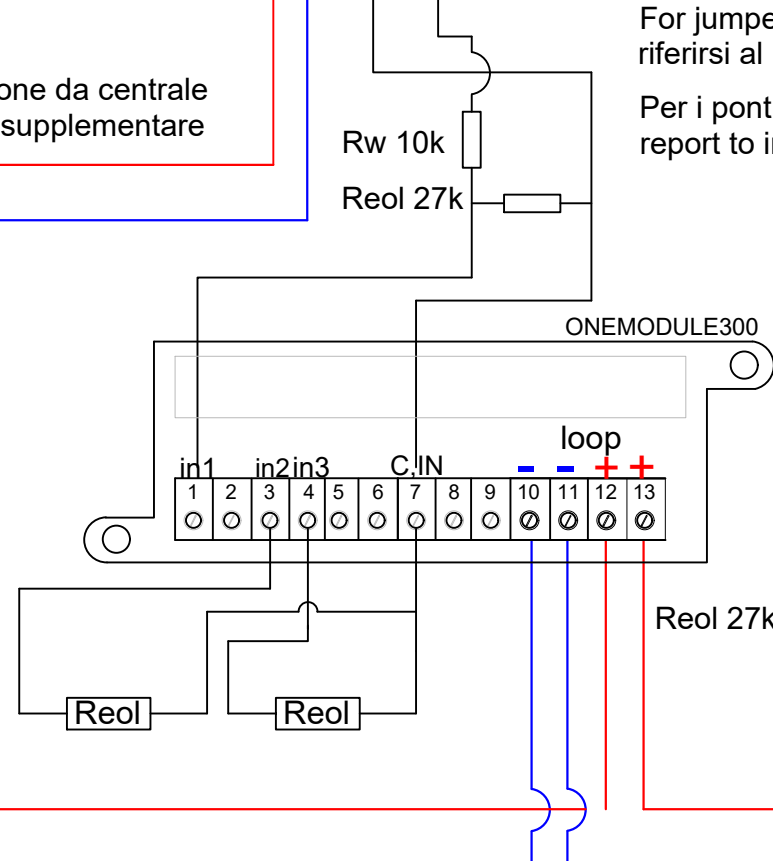 For jumpe
riferirsi al
one da centrale
supplementare
Per i pont
report to i
Rw 10k
Reol 27k
ONEMODULE300
loop
in1 in2 in3 C,IN - - + +
1 2 3 4 5 6 7 8 9 10 11 12 13
Reol 27k
Reol Reol